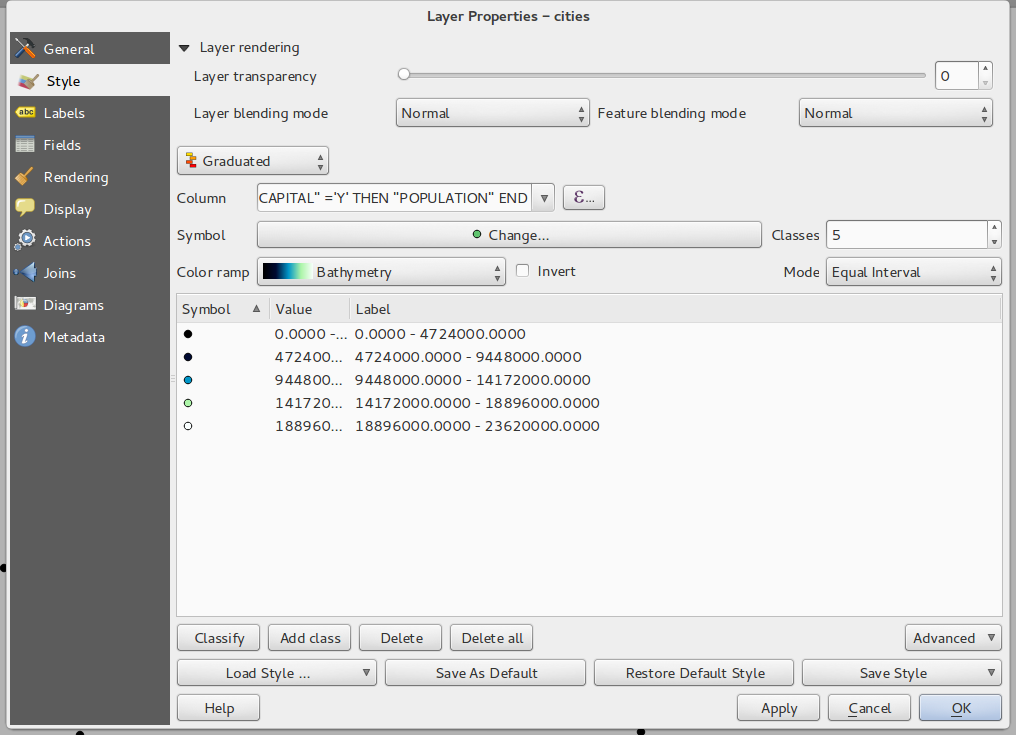 Layer Properties – cities
General
Style
Labels
Fields
Rendering
Display
Actions
Joins
Diagrams
Metadata
Layer rendering
Layer transparency 0
Layer blending mode Normal Feature blending mode Normal
Graduated
Column CAPITAL" ='Y' THEN "POPULATION" END ε...
Symbol Change... Classes 5
Color ramp Bathymetry Invert Mode Equal Interval
Symbol Value Label
0.0000 -... 0.0000 - 4724000.0000
472400... 4724000.0000 - 9448000.0000
944800... 9448000.0000 - 14172000.0000
141720... 14172000.0000 - 18896000.0000
188960... 18896000.0000 - 23620000.0000
Classify Add class Delete Delete all Advanced
Load Style ... Save As Default Restore Default Style Save Style
Help Apply Cancel OK